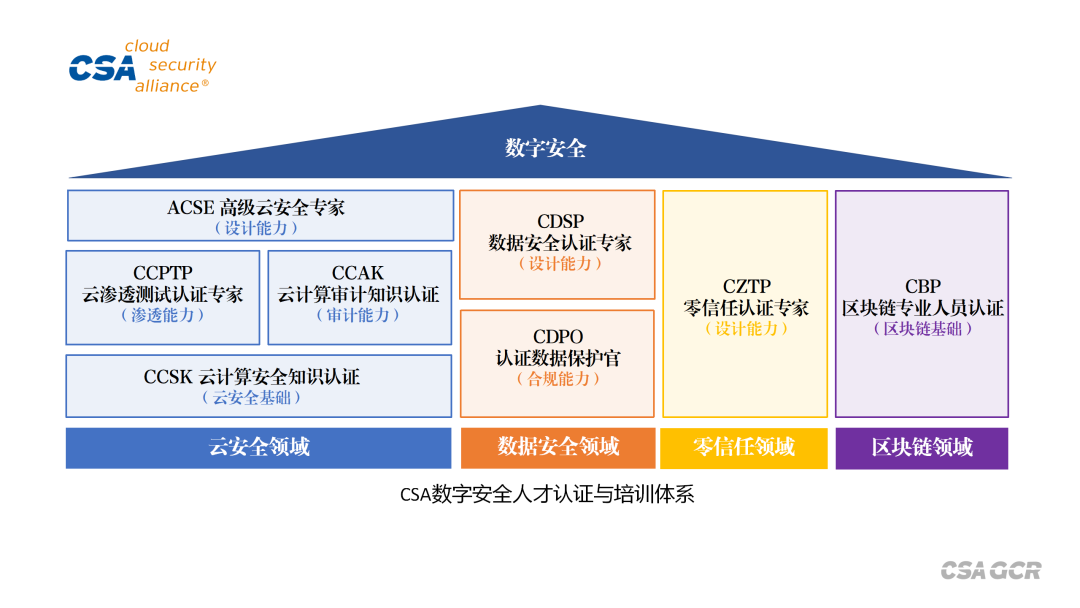 cloud
CSA security
alliance®
数字安全
ACSE 高级云安全专家
（设计能力）
CCPTP
云渗透测试认证专家
（渗透能力）
CCAK
云计算审计知识认证
（审计能力）
CCSK 云计算安全知识认证
（云安全基础）
云安全领域
CDSP
数据安全认证专家
（设计能力）
CDPO
认证数据保护官
（合规能力）
数据安全领域
CZTP
零信任认证专家
（设计能力）
零信任领域
CBP
区块链专业人员认证
（区块链基础）
区块链领域
CSA数字安全人才认证与培训体系
CSA GCR